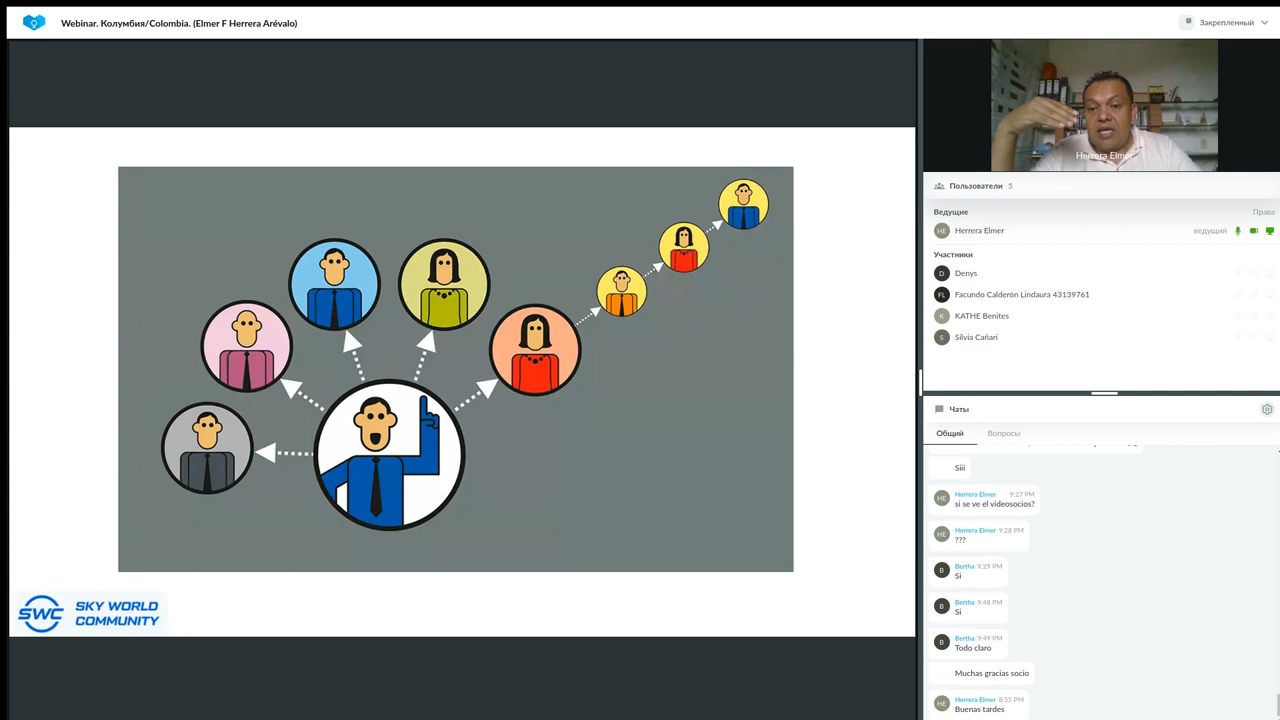 Webinar. Колумбия/Colombia. (Elmer F Herrera Arévalo)
Закрепленный
Herrera Elmer
SWC SKY WORLD
COMMUNITY
Пользователи 5
Ведущие Права
HE Herrera Elmer ведущий
Участники
D Denys
FL Facundo Calderón Lindaura 43139761
K KATHE Benites
S Silvia Cañari
Чаты
Общий Вопросы
Siii
HE Herrera Elmer 9:27 PM
si se ve el videosocios?
HE Herrera Elmer 9:28 PM
???
B Bertha 9:29 PM
Si
B Bertha 9:48 PM
Si
B Bertha 9:49 PM
Todo claro
Muchas gracias socio
HE Herrera Elmer 8:55 PM
Buenas tardes